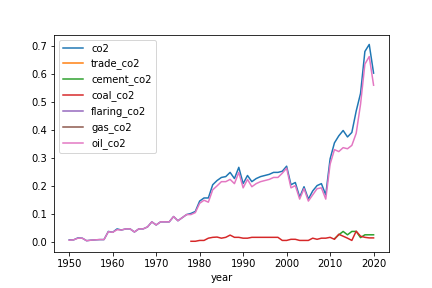 co2
trade_co2
cement_co2
coal_co2
flaring_co2
gas_co2
oil_co2
0.7
0.6
0.5
0.4
0.3
0.2
0.1
0.0
1950 1960 1970 1980 1990 2000 2010 2020
year